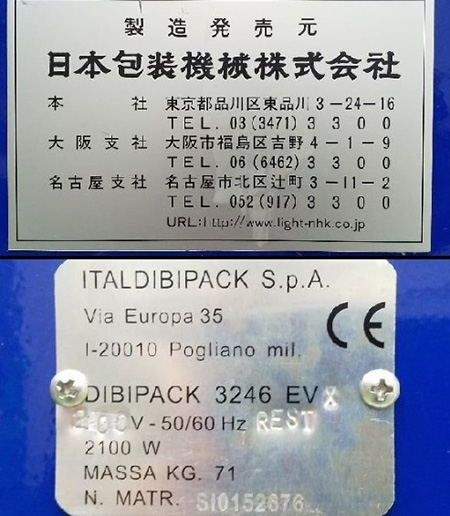 製造発売元
日本包装機械株式会社
本 社 東京都品川区東品川 3-24-16
TEL. 03(3471)3300
大阪支社 大阪市福島区吉野 4-1-9
TEL. 06(6462)3300
名古屋支社 名古屋市北区辻町 3-11-2
TEL. 052(917)3300
URL:http://www.light-nhk.co.jp
ITALDIBIPACK S.p.A.
Via Europa 35
I-20010 Pogliano mil.
CE
DIBIPACK 3246 EV X
200V - 50/60 Hz REST
2100 W
MASSA KG. 71
N. MATR. SI0152676